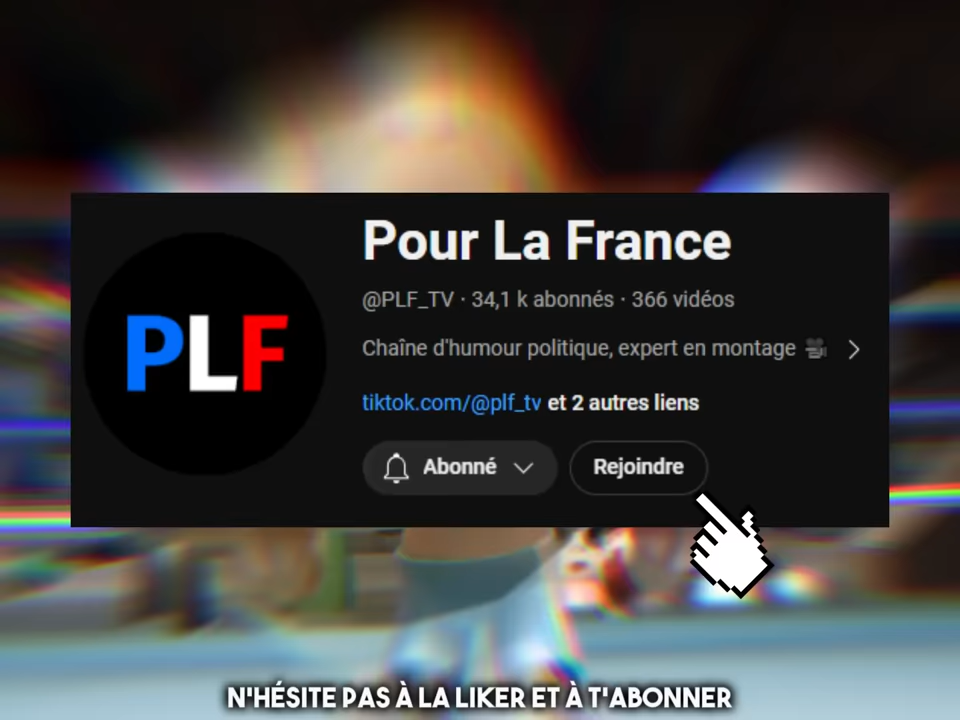 PLF
Pour La France
@PLF_TV · 34,1 k abonnés · 366 vidéos
Chaîne d'humour politique, expert en montage 🎥
tiktok.com/@plf_tv et 2 autres liens
Abonné
Rejoindre
N'HÉSITE PAS À LA LIKER ET À T'ABONNER